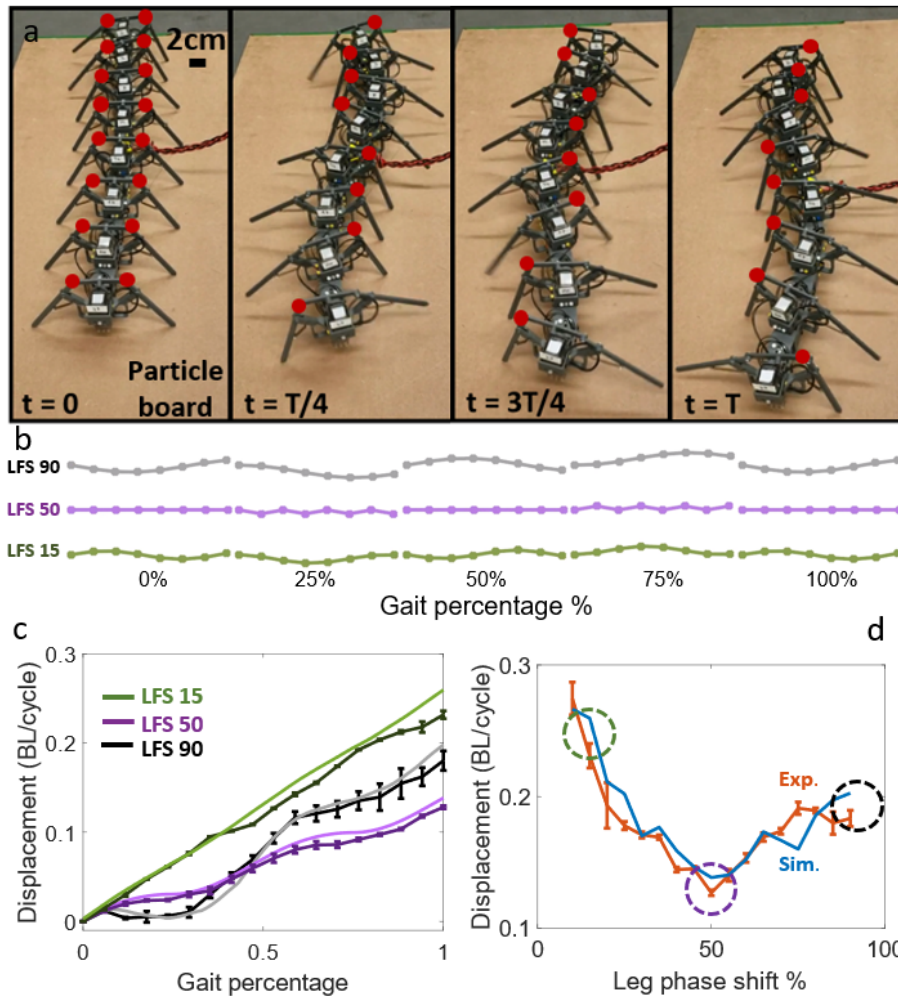 a
2cm
Particle
board
t = 0
t = T/4
t = 3T/4
t = T
b
LFS 90
LFS 50
LFS 15
0%
25%
50%
75%
100%
Gait percentage %
c
Displacement (BL/cycle)
0.3
0.2
0.1
0
LFS 15
LFS 50
LFS 90
0
0.5
1
Gait percentage
d
Displacement (BL/cycle)
0.3
0.2
0.1
Exp.
Sim.
0
50
100
Leg phase shift %